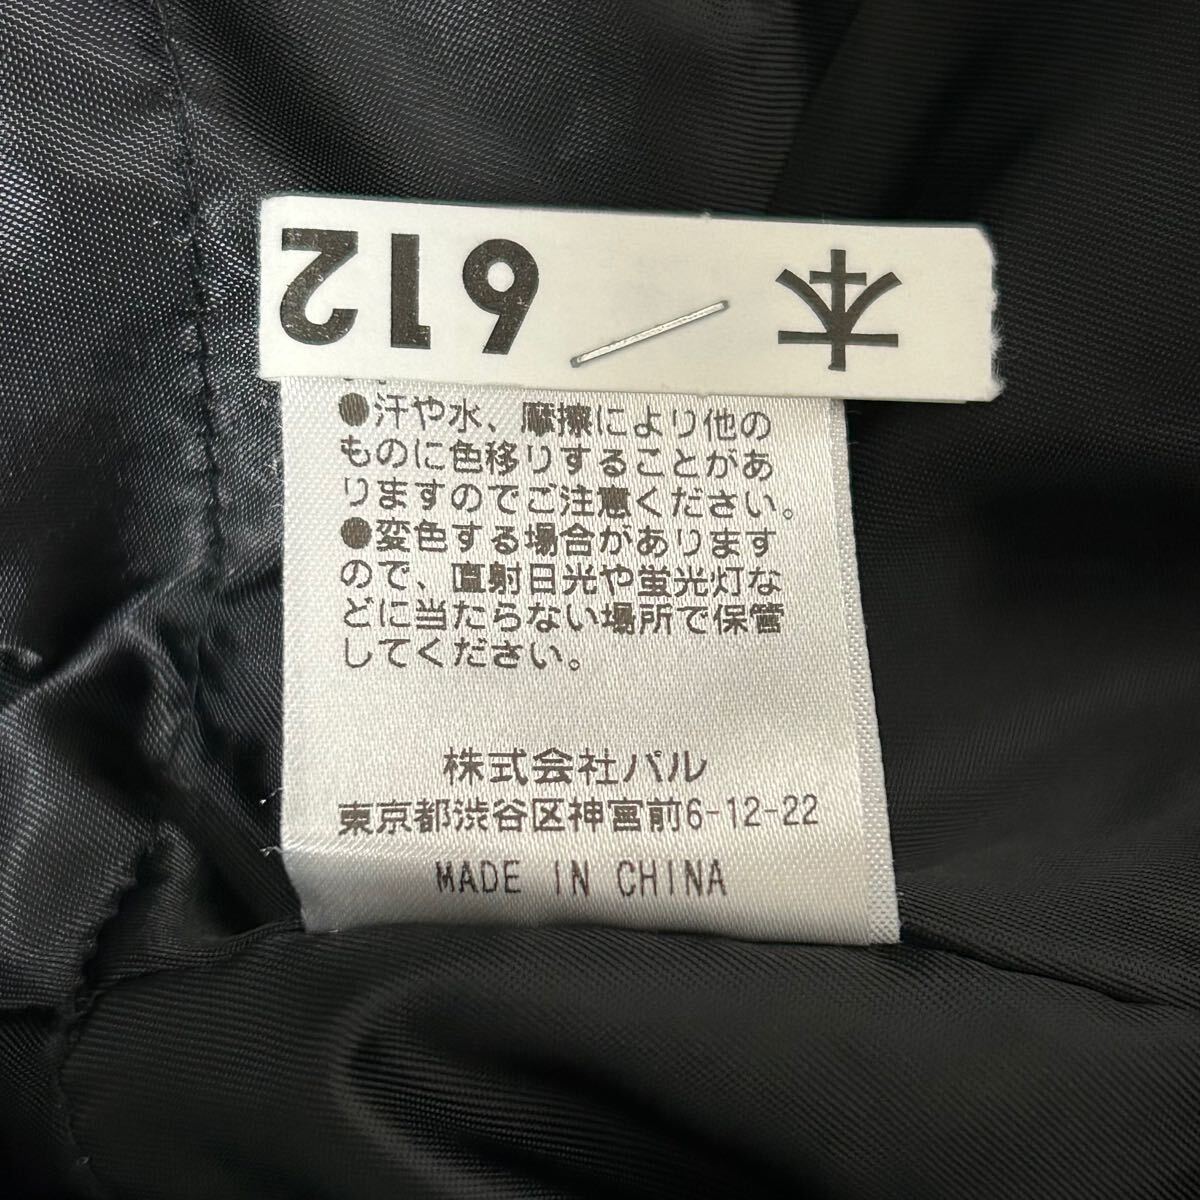 本 612
●汗や水、摩擦により他の
ものに色移りすることがあ
りますのでご注意ください。
●変色する場合があります
ので、直射日光や蛍光灯な
どに当たらない場所で保管
してください。
株式会社パル
東京都渋谷区神宮前6-12-22
MADE IN CHINA